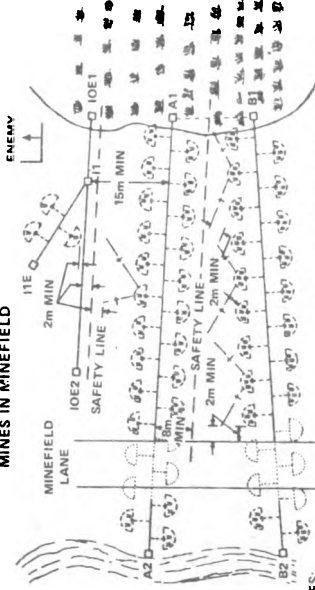 MINES IN MINEFIELD
ENEMY
I1E
IOE2
2m MIN
I1
IOE1
MINEFIELD
LANE
SAFETY LINE
15m MIN
A2
8m
MIN
A1
SAFETY LINE
2m MIN
2m MIN
B2
B1
ES: